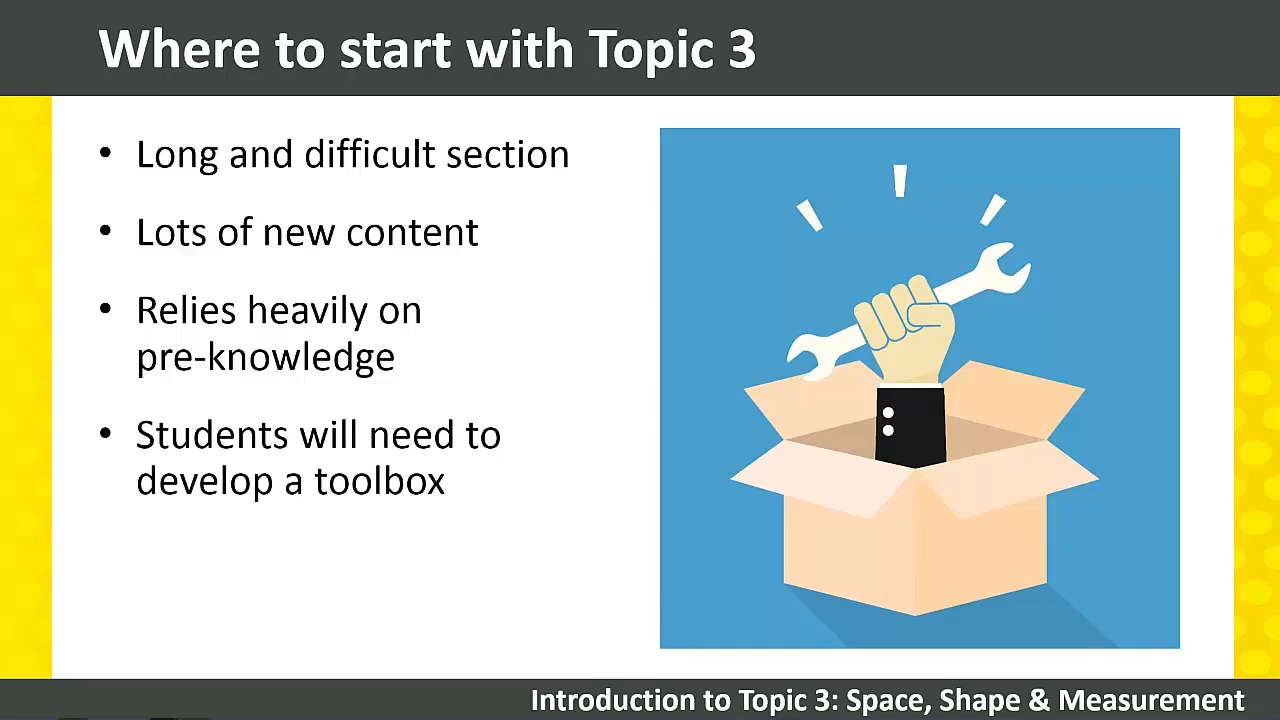 Where to start with Topic 3
• Long and difficult section
• Lots of new content
• Relies heavily on
pre-knowledge
• Students will need to
develop a toolbox
Introduction to Topic 3: Space, Shape & Measurement